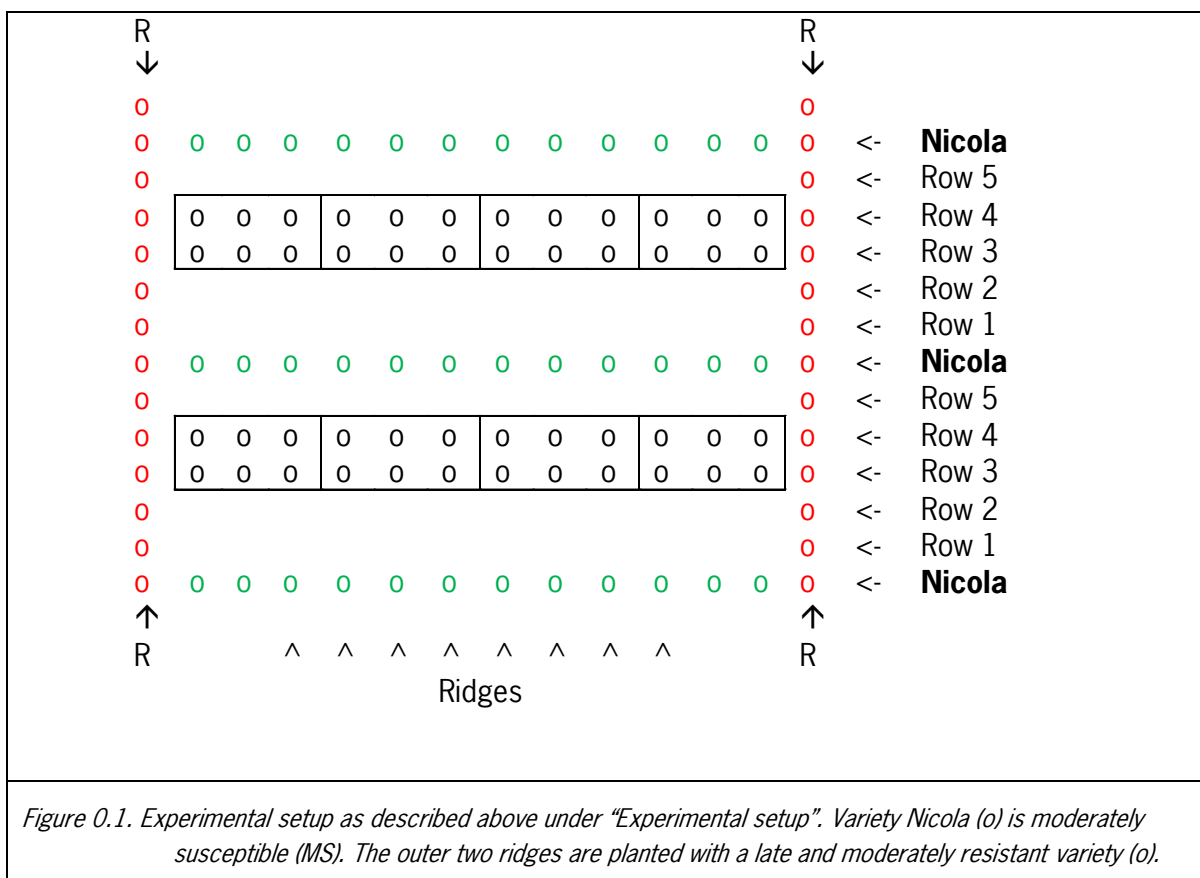 R R
↓ ↓
o o
o o o o o o o o o o o o o o <- Nicola
o o <- Row 5
o o o o o o o o o o o o o o <- Row 4
o o o o o o o o o o o o o o <- Row 3
o o <- Row 2
o o <- Row 1
o o o o o o o o o o o o o o <- Nicola
o o <- Row 5
o o o o o o o o o o o o o o <- Row 4
o o o o o o o o o o o o o o <- Row 3
o o <- Row 2
o o <- Row 1
o o o o o o o o o o o o o o <- Nicola
↑ ↑
R ^ ^ ^ ^ ^ ^ ^ ^ R
Ridges
Figure 0.1. Experimental setup as described above under “Experimental setup”. Variety Nicola (o) is moderately
susceptible (MS). The outer two ridges are planted with a late and moderately resistant variety (o).